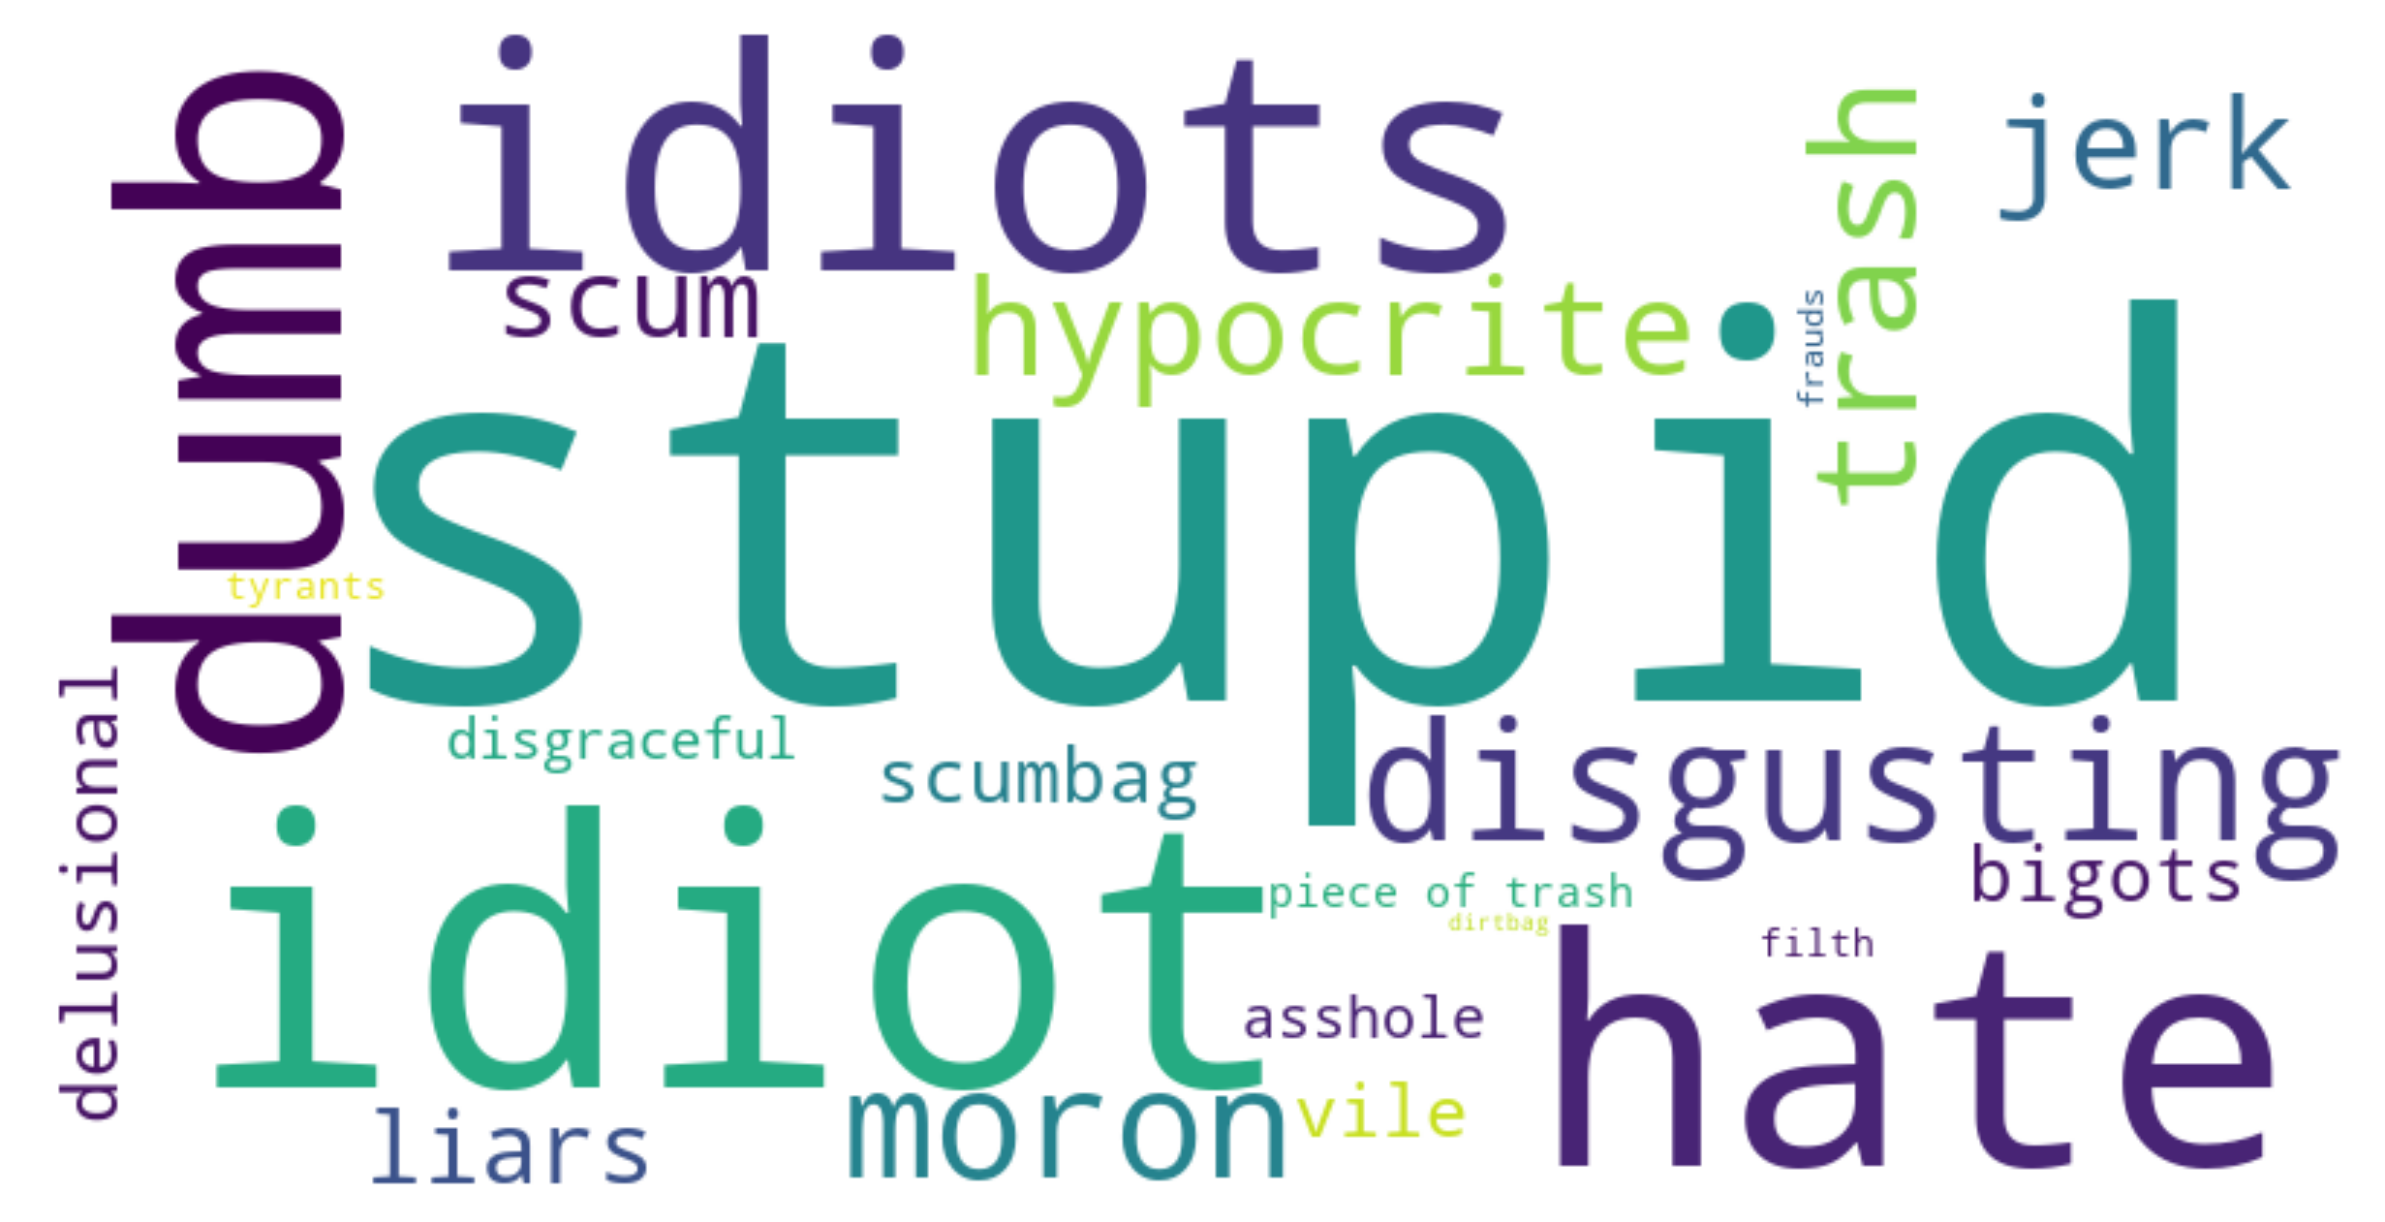 idiots
jerk
trash
dumb
scum
hypocrite
frauds
stupid
tyrants
delusional
disgraceful
scumbag
disgusting
idiot
piece of trash
bigots
dirtbag
filth
hate
asshole
moron
vile
liars